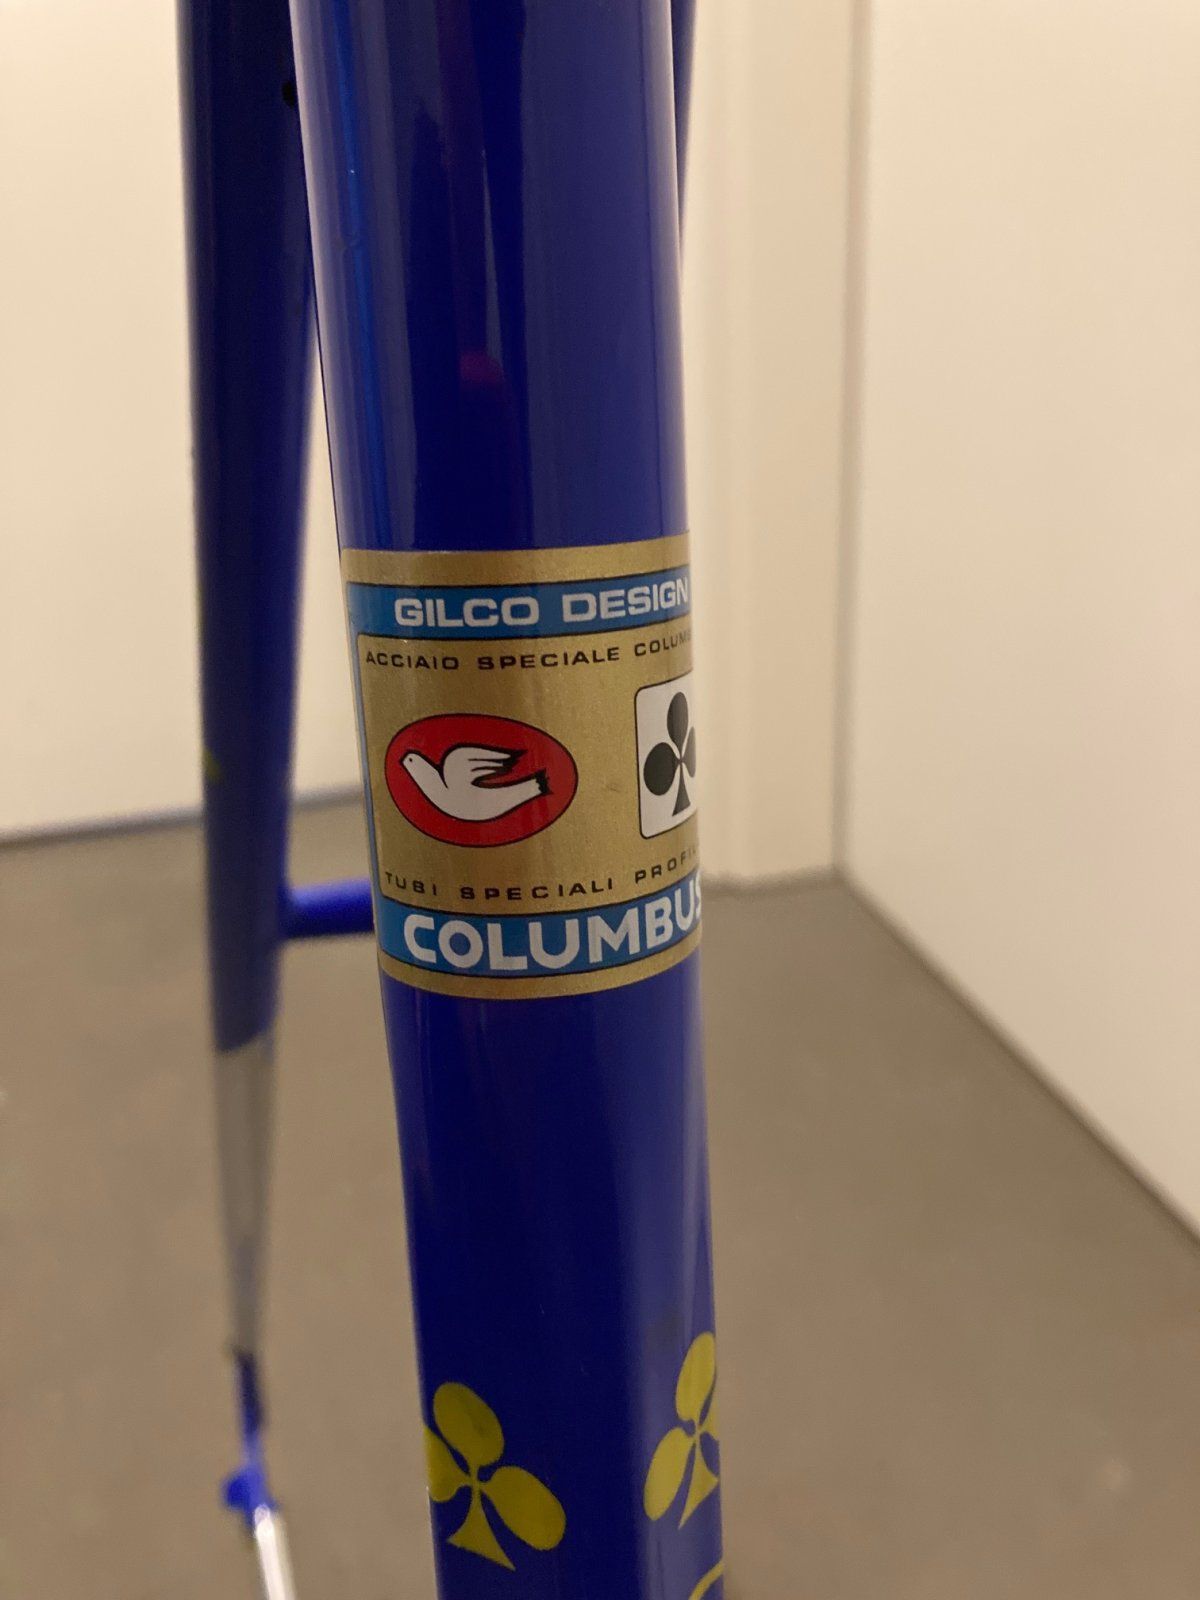 GILCO DESIGN
ACCIAIO SPECIALE
TUBI SPECIALI
COLUMBUS